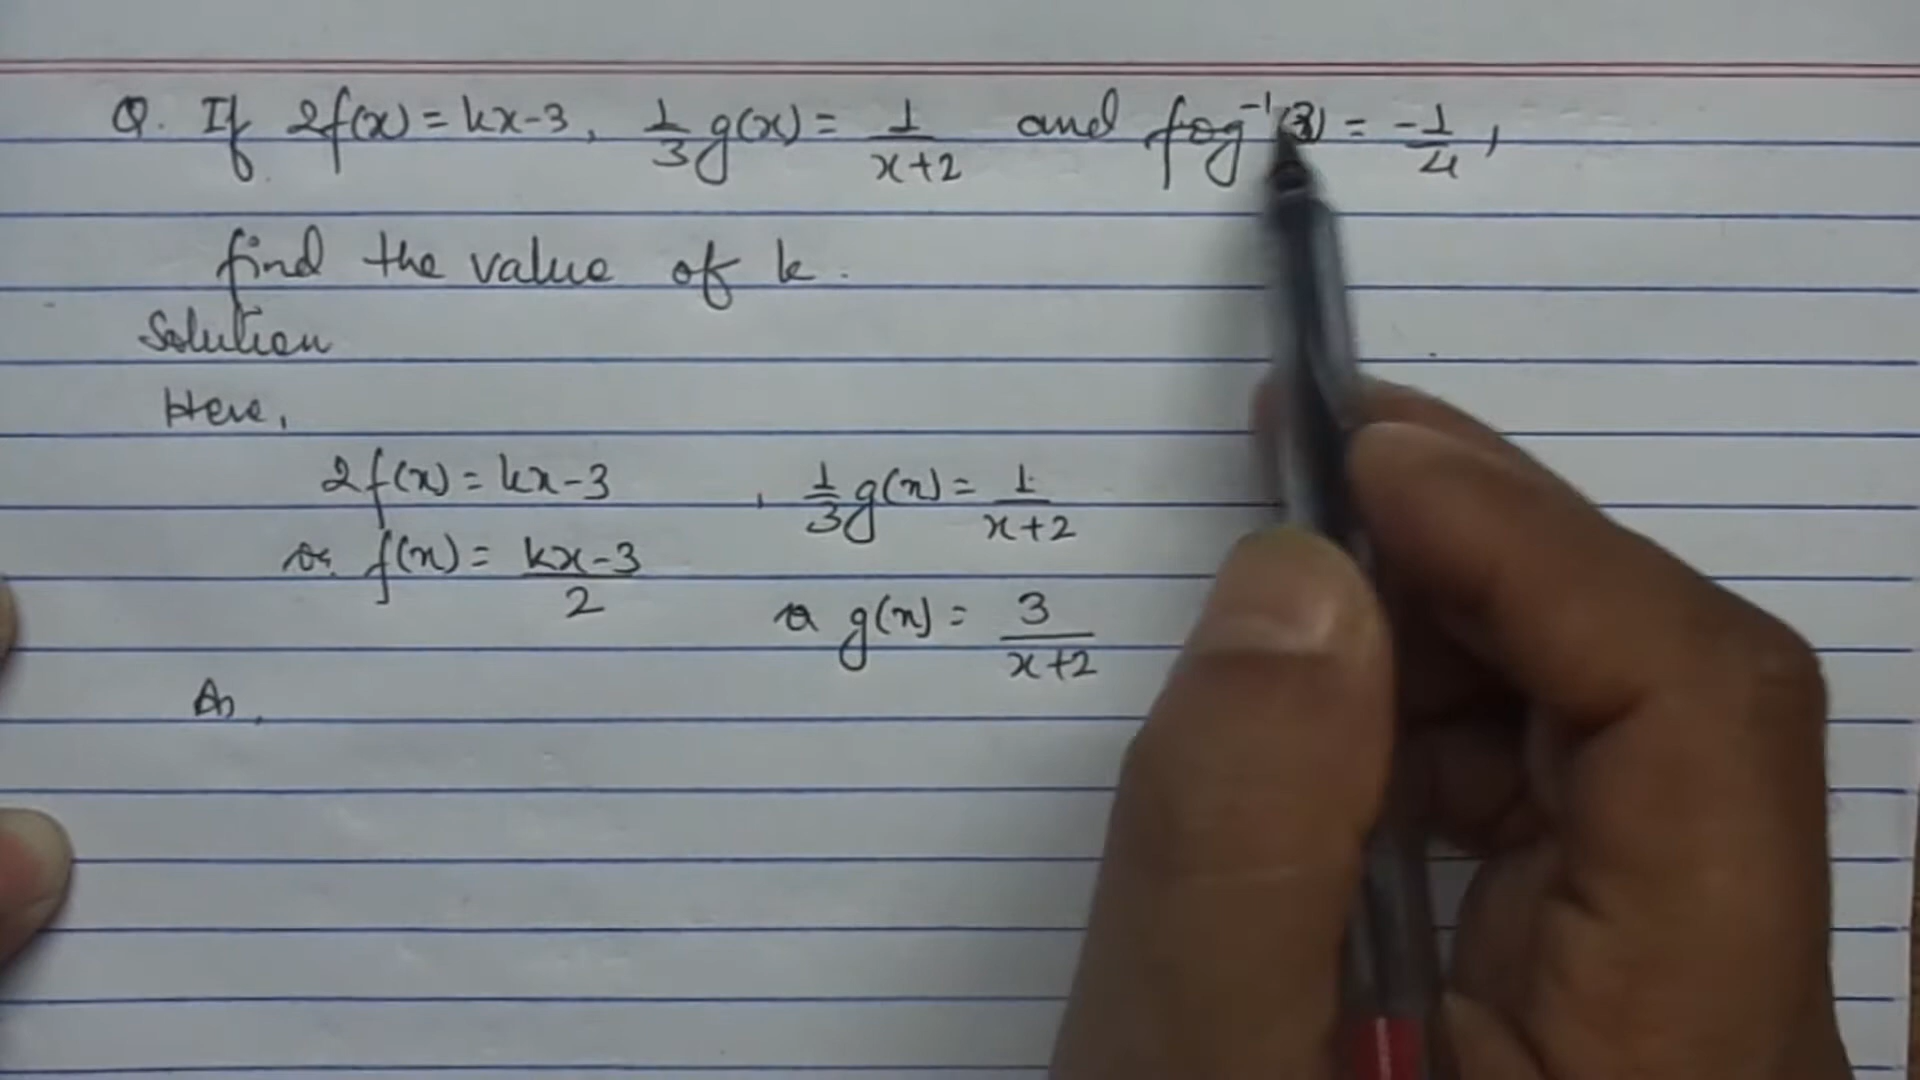 Q. If 2f(x) = kx-3, 1/3 g(x) = 1/(x+2) and fog⁻¹(3) = -1/4,
find the value of k.
Solution
Here,
2f(x) = kx-3 , 1/3 g(x) = 1/(x+2)
or, f(x) = (kx-3)/2
or g(x) = 3/(x+2)